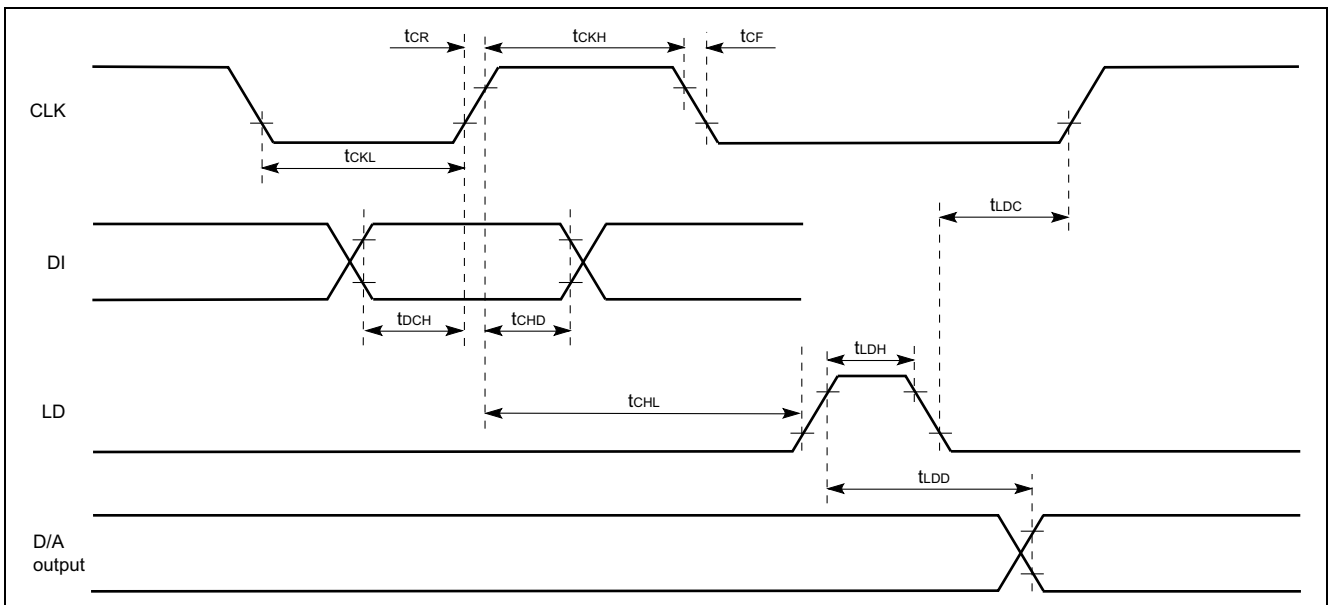 tCR
tCKH
tCF
CLK
tCKL
tLDC
DI
tDCH
tCHD
tLDH
LD
tCHL
tLDD
D/A
output